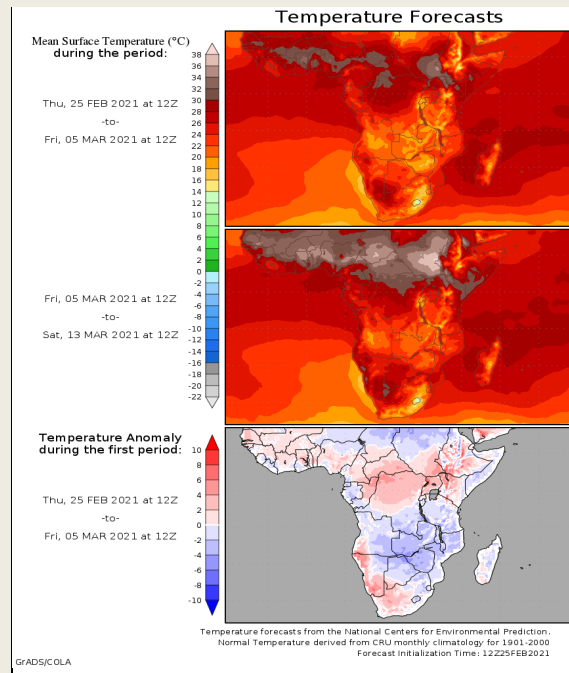 Temperature Forecasts
Mean Surface Temperature (°C)
during the period:
Thu, 25 FEB 2021 at 12Z
-to-
Fri, 05 MAR 2021 at 12Z
38
36
34
32
30
28
26
24
22
20
18
16
14
12
10
8
6
4
2
0
-2
-4
-6
-8
-10
-12
-14
-16
-18
-20
-22
Fri, 05 MAR 2021 at 12Z
-to-
Sat, 13 MAR 2021 at 12Z
Temperature Anomaly
during the first period:
Thu, 25 FEB 2021 at 12Z
-to-
Fri, 05 MAR 2021 at 12Z
10
8
6
4
2
0
-2
-4
-6
-8
-10
Temperature forecasts from the National Centers for Environmental Prediction.
Normal Temperature derived from CRU monthly climatology for 1901-2000
Forecast Initialization Time: 12Z25FEB2021
GrADS/COLA